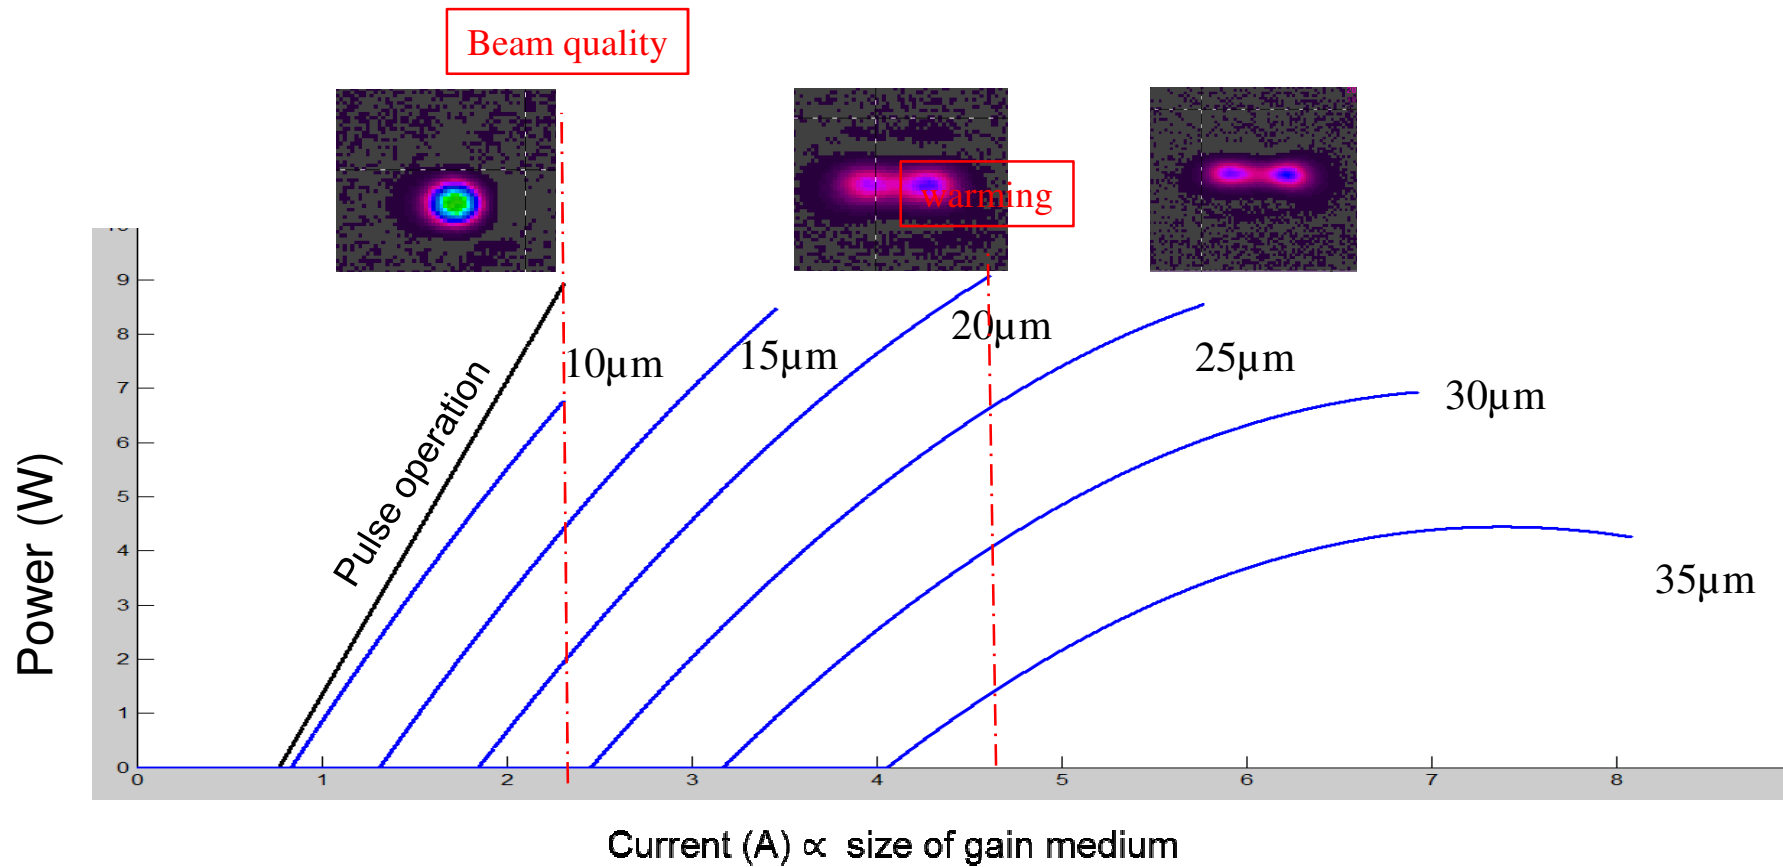 Beam quality
warming
10
9
8
7
6
5
4
3
2
1
0
Power (W)
Pulse operation
10µm
15µm
20µm
25µm
30µm
35µm
0 1 2 3 4 5 6 7 8
Current (A) ∝ size of gain medium